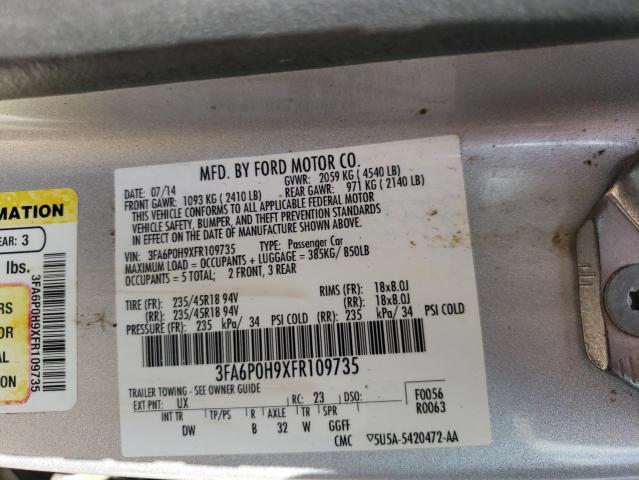 MFD. BY FORD MOTOR CO.
DATE: 07/14 GVWR: 2059 KG ( 4540 LB)
FRONT GAWR: 1093 KG ( 2410 LB) REAR GAWR: 971 KG ( 2140 LB)
THIS VEHICLE CONFORMS TO ALL APPLICABLE FEDERAL MOTOR
VEHICLE SAFETY, BUMPER, AND THEFT PREVENTION STANDARDS
IN EFFECT ON THE DATE OF MANUFACTURE SHOWN ABOVE.
VIN: 3FA6P0H9XFR109735 TYPE: Passenger Car
MAXIMUM LOAD = OCCUPANTS + LUGGAGE = 385KG/ 850LB
OCCUPANTS = 5 TOTAL; 2 FRONT, 3 REAR
TIRE (FR): 235/45R18 94V RIMS (FR): 18x8.0J
(RR): 235/45R18 94V (RR): 18x8.0J
PRESSURE (FR): 235 kPa/ 34 PSI COLD (RR): 235 kPa/ 34 PSI COLD
3FA6P0H9XFR109735
TRAILER TOWING - SEE OWNER GUIDE
EXT PNT: UX RC: 23 DSO: F0056
R0063
INT TR TP/PS R AXLE TR SPR
DW B 32 W GGFF
CMC ▽5U5A-5420472-AA
MATION
EAR: 3
lbs.
RS
OR
AL
S
3FA6P0H9XFR109735